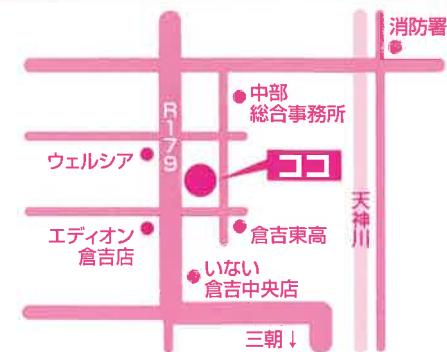 消防署
中部
総合事務所
R179
ウェルシア
ココ
天神川
エディオン
倉吉店
倉吉東高
いない
倉吉中央店
三朝↓